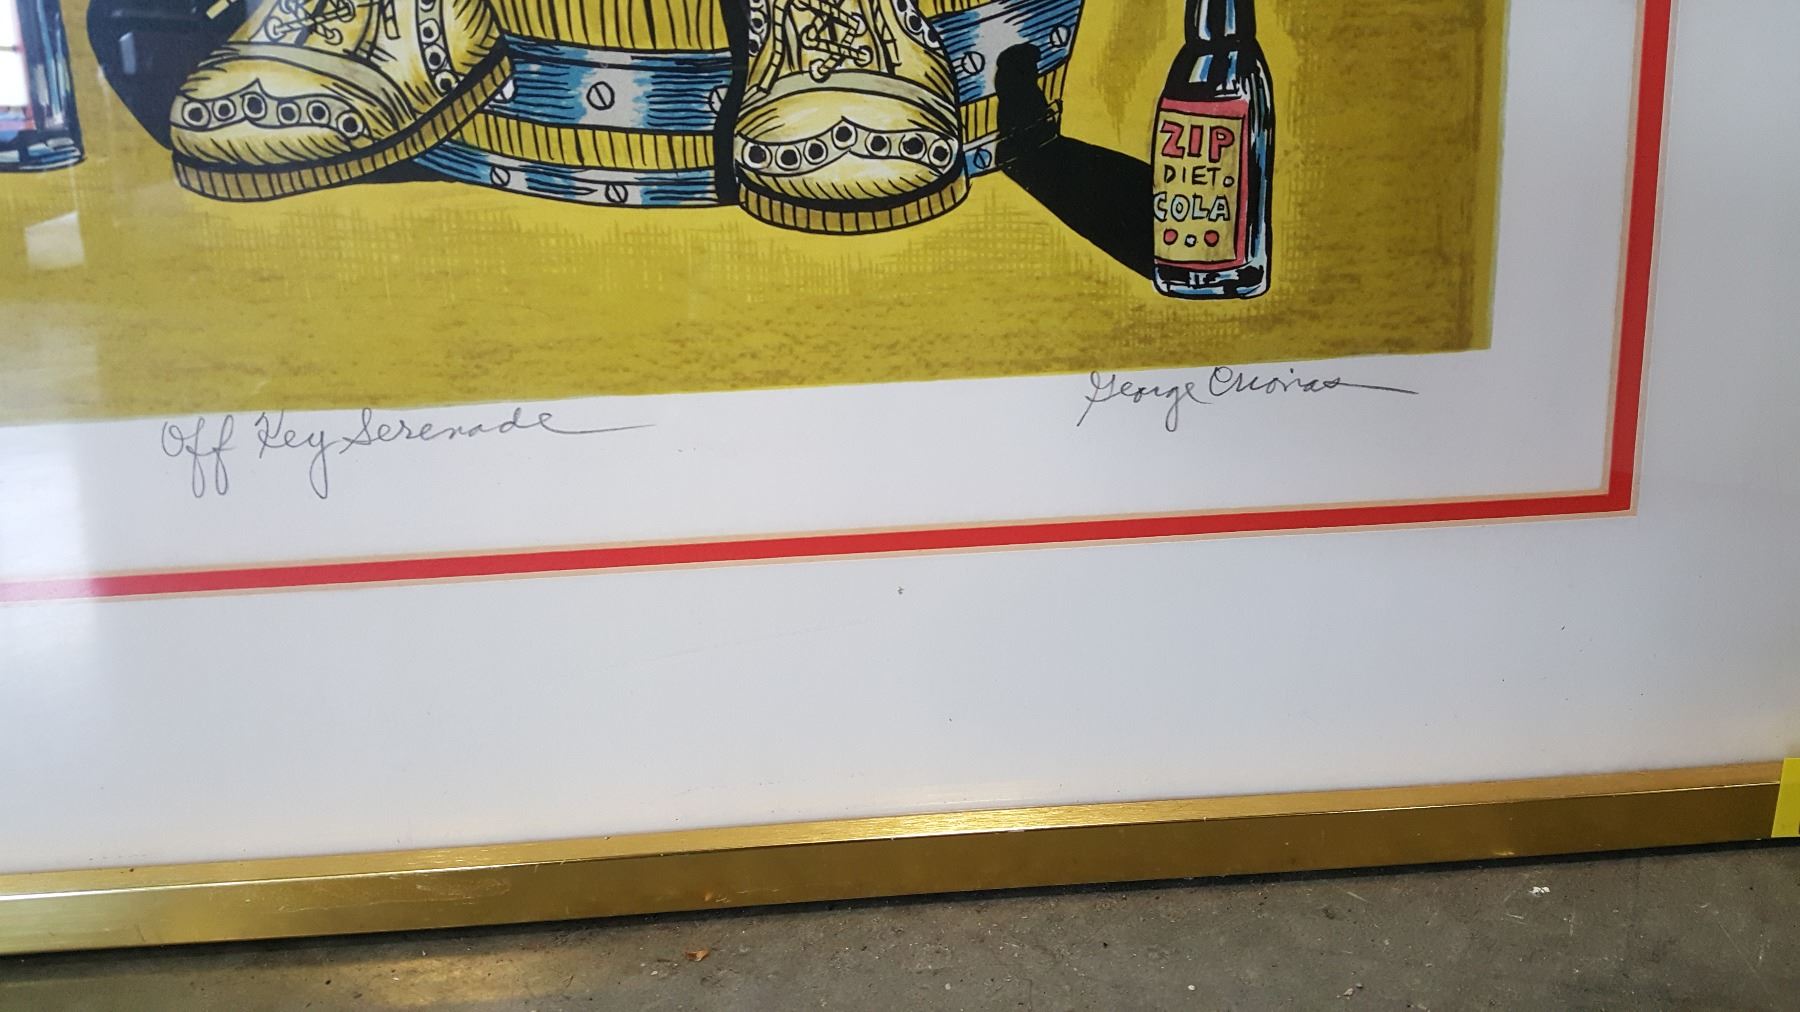 ZIP
DIET.
COLA
Off Key Serenade
George Crionas